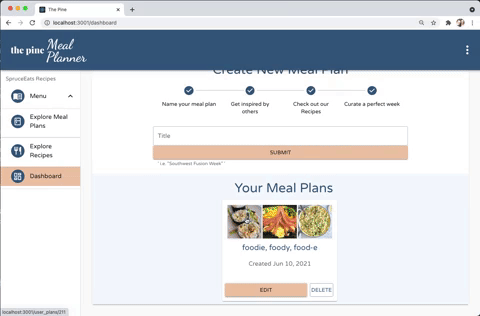 The Pine
localhost:3001/dashboard
the pine Meal
Planner
SpruceEats Recipes
Menu
Explore Meal
Plans
Explore
Recipes
Dashboard
Create New Meal Plan
Name your meal plan
Get inspired by
others
Check out our
Recipes
Curate a perfect
week
Title
SUBMIT
* i.e. "Southwest Fusion Week"
Your Meal Plans
foodie, foody, food-e
Created Jun 10, 2021
EDIT
DELETE
localhost:3001/user_plans/211